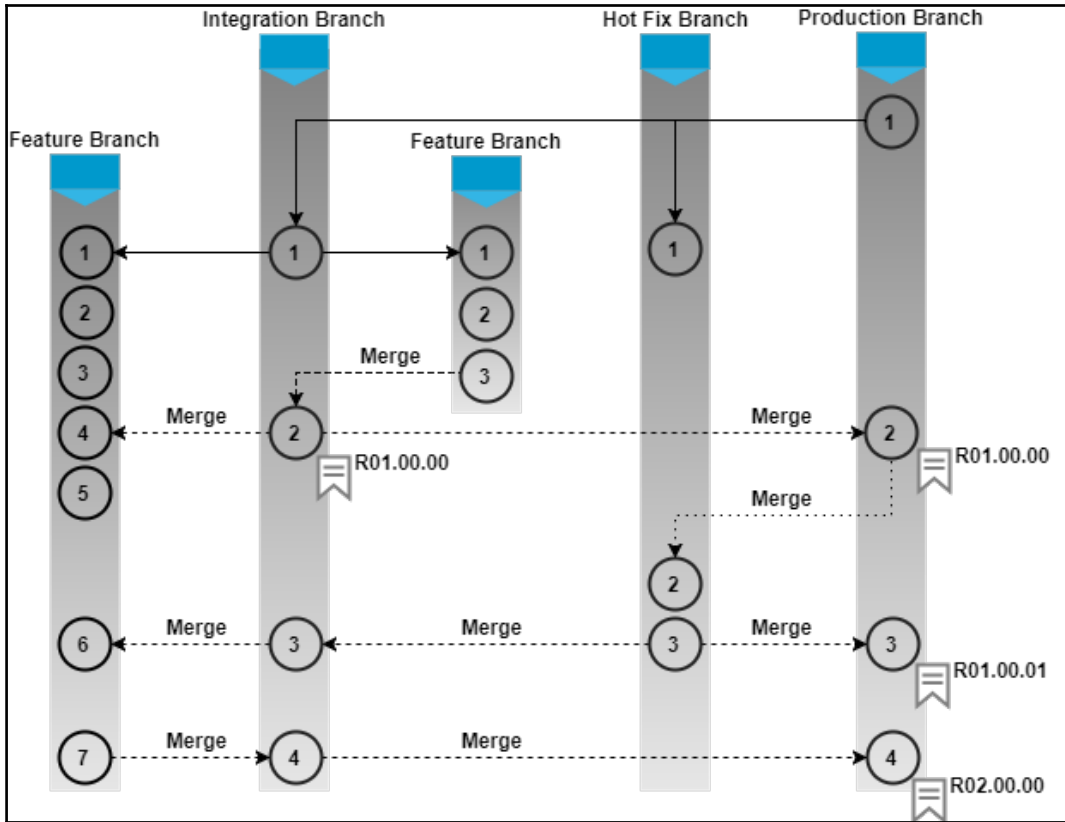 Integration Branch Hot Fix Branch Production Branch
1
Feature Branch Feature Branch
1 1 1 1
2 2
3 Merge 3
4 Merge 2 Merge 2
R01.00.00 R01.00.00
5
Merge
2
6 Merge 3 Merge 3 Merge 3
R01.00.01
7 Merge 4 Merge 4
R02.00.00